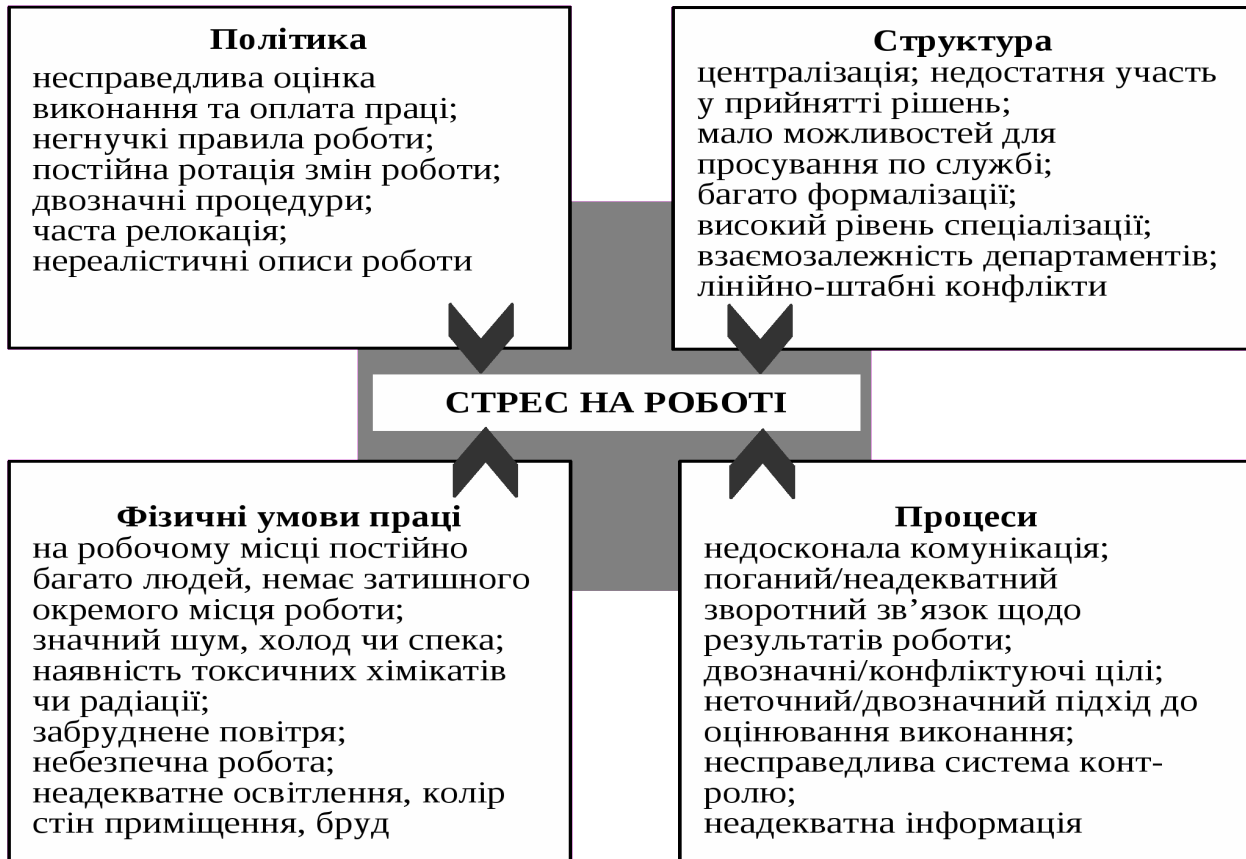 Політика
несправедлива оцінка
виконання та оплата праці;
негнучкі правила роботи;
постійна ротація змін роботи;
двозначні процедури;
часта релокація;
нереалістичні описи роботи
Структура
централізація; недостатня участь
у прийнятті рішень;
мало можливостей для
просування по службі;
багато формалізації;
високий рівень спеціалізації;
взаємозалежність департаментів;
лінійно-штабні конфлікти
СТРЕС НА РОБОТІ
Фізичні умови праці
на робочому місці постійно
багато людей, немає затишного
окремого місця роботи;
значний шум, холод чи спека;
наявність токсичних хімікатів
чи радіації;
забруднене повітря;
небезпечна робота;
неадекватне освітлення, колір
стін приміщення, бруд
Процеси
недосконала комунікація;
поганий/неадекватний
зворотний зв’язок щодо
результатів роботи;
двозначні/конфліктуючі цілі;
неточний/двозначний підхід до
оцінювання виконання;
несправедлива система конт-
ролю;
неадекватна інформація